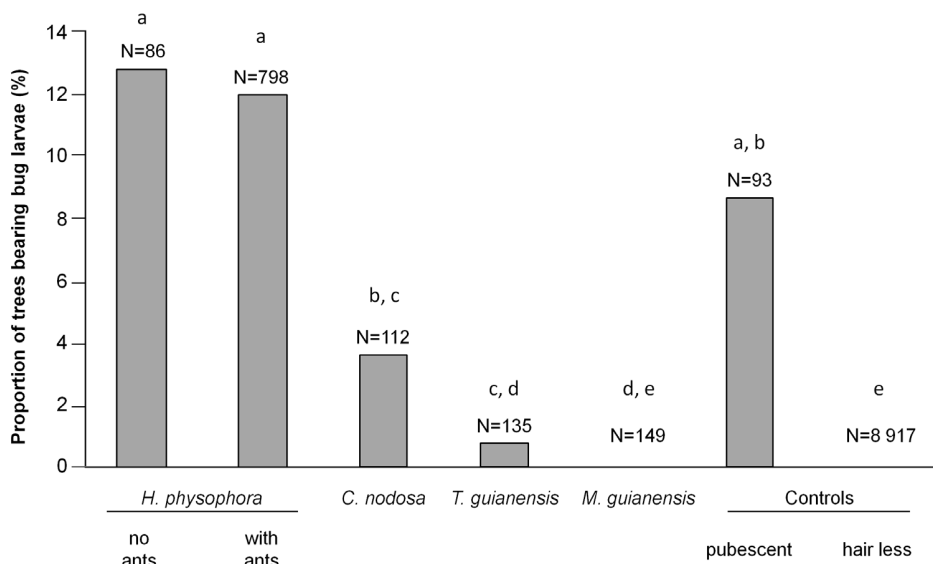 Proportion of trees bearing bug larvae (%)
14
12
10
8
6
4
2
0
a
N=86
a
N=798
b, c
N=112
c, d
N=135
d, e
N=149
a, b
N=93
e
N=8 917
H. physophora
C. nodosa
T. guianensis
M. guianensis
Controls
no
ants
with
ants
pubescent
hair less